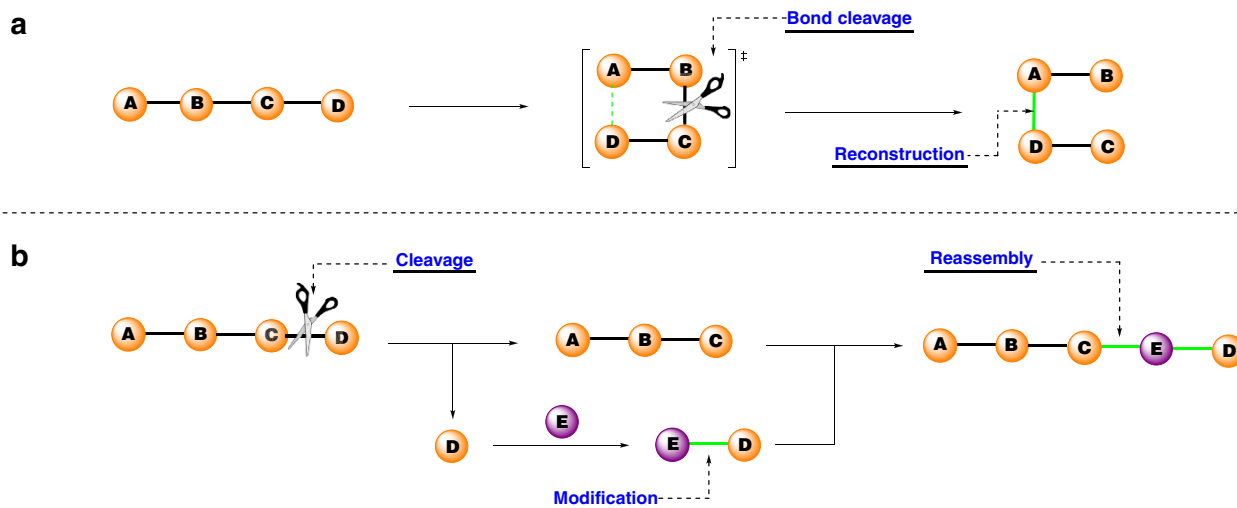 a
Bond cleavage
A B C D
A B ‡
D C
A B
D C
Reconstruction
b
Cleavage
Reassembly
A B C D
A B C
A B C E D
D
E
E D
Modification